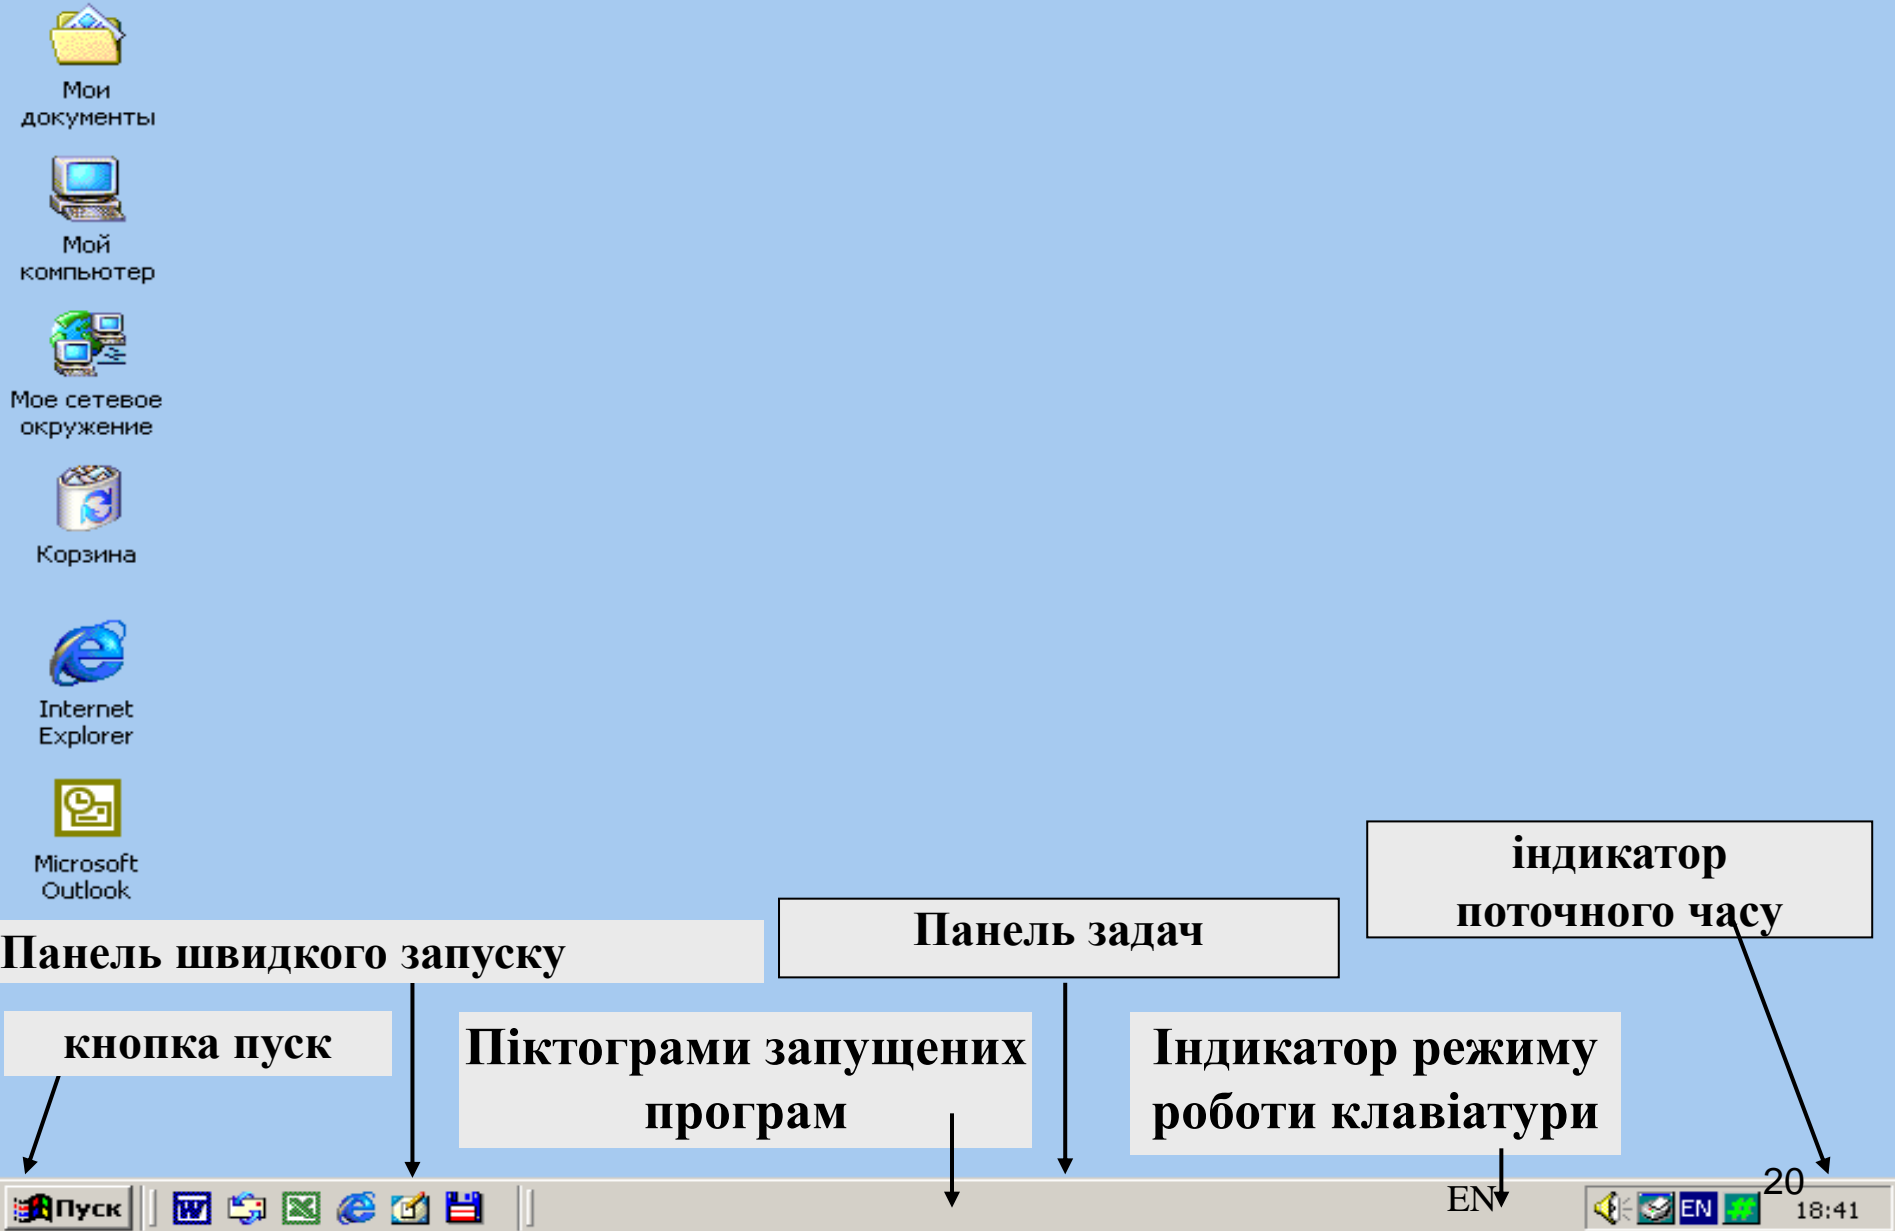 Мои
документы
Мой
компьютер
Мое сетевое
окружение
Корзина
Internet
Explorer
Microsoft
Outlook
індикатор
поточного часу
Панель задач
Панель швидкого запуску
кнопка пуск
Піктограми запущених
програм
Індикатор режиму
роботи клавіатури
Пуск
EN
EN
20
18:41